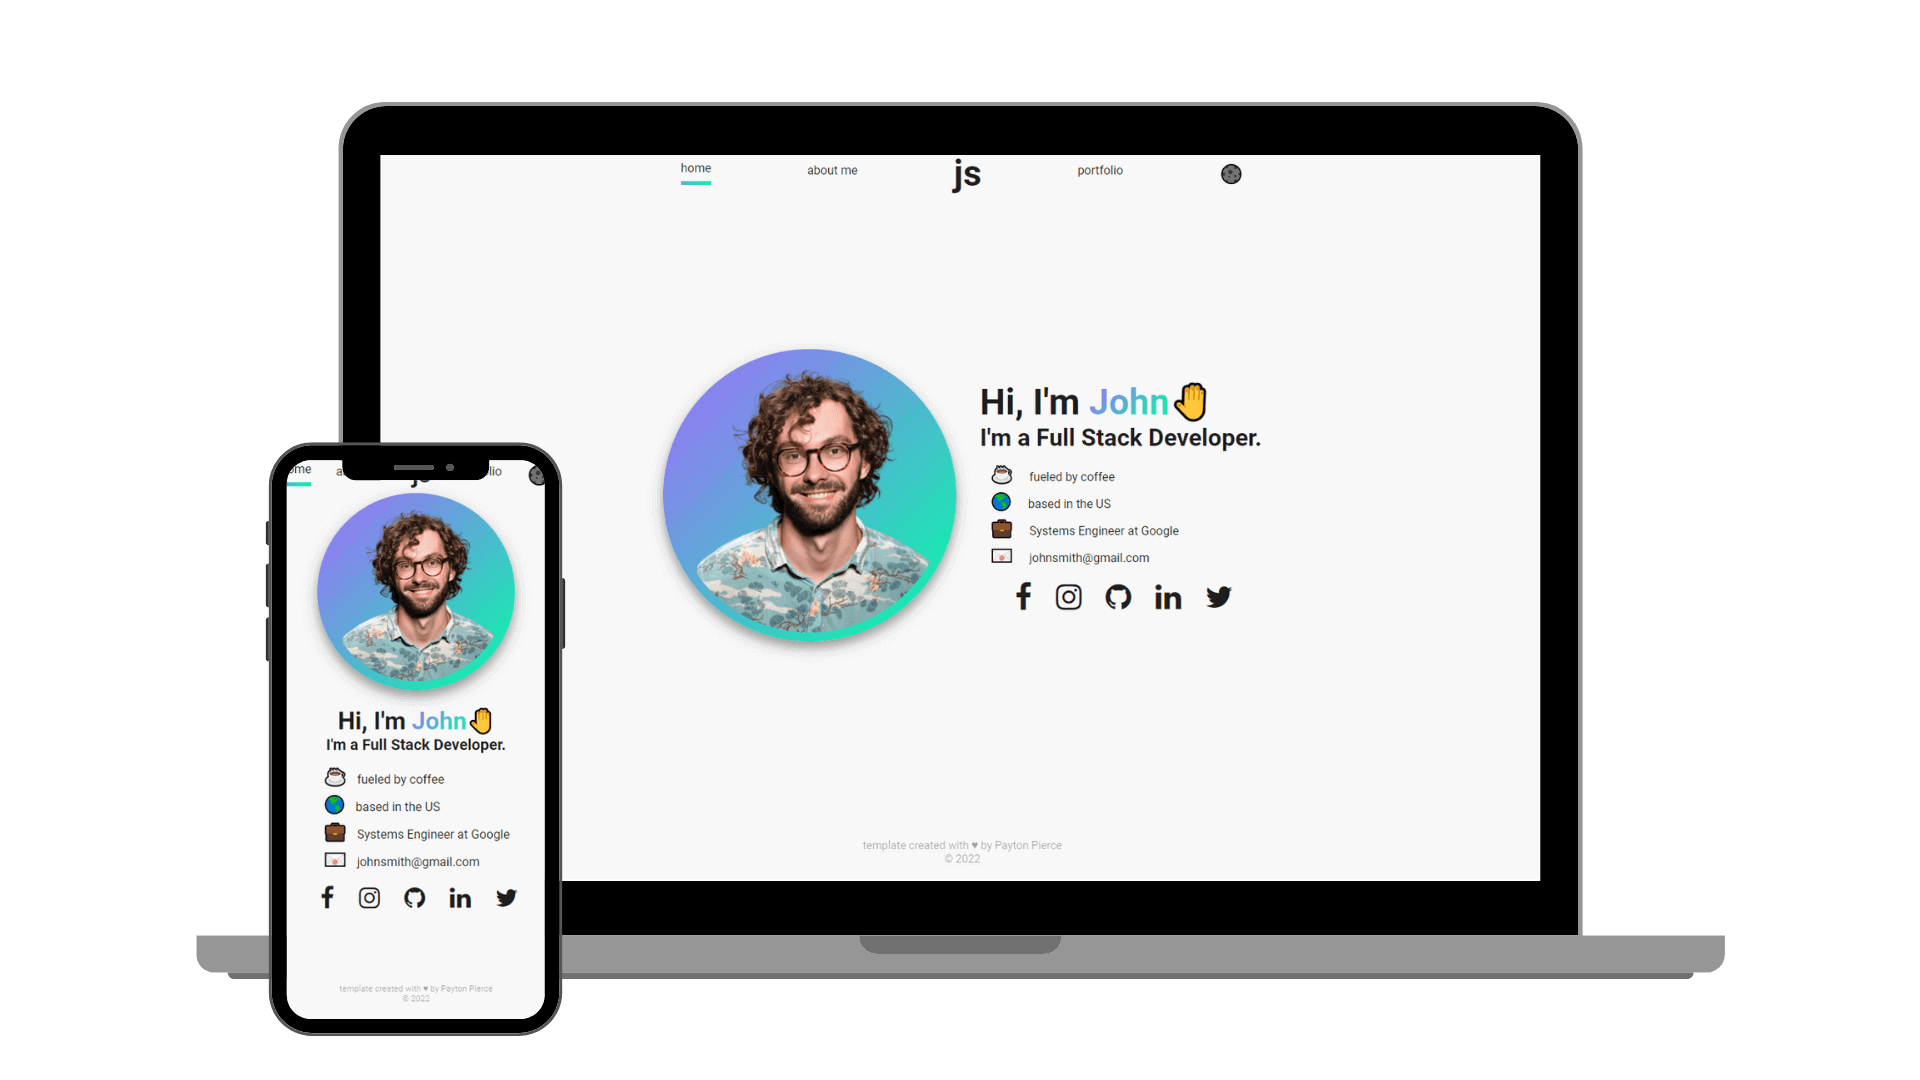 home about me js portfolio
Hi, I'm John
I'm a Full Stack Developer.
fueled by coffee
based in the US
Systems Engineer at Google
johnsmith@gmail.com
template created with ♥ by Payton Pierce
© 2022
ome a js lio
Hi, I'm John
I'm a Full Stack Developer.
fueled by coffee
based in the US
Systems Engineer at Google
johnsmith@gmail.com
template created with ♥ by Payton Pierce
© 2022